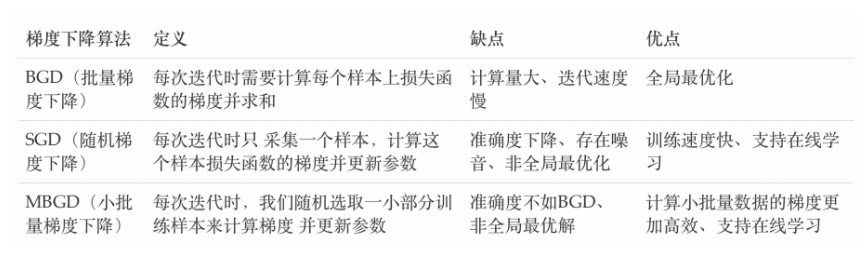 梯度下降算法 定义 缺点 优点
BGD（批量梯 每次迭代时需要计算每个样本上损失函 计算量大、迭代速度 全局最优化
度下降） 数的梯度并求和 慢
SGD（随机梯 每次迭代时只 采集一个样本，计算这 准确度下降、存在噪 训练速度快、支持在线学
度下降） 个样本损失函数的梯度并更新参数 音、非全局最优化 习
MBGD（小批 每次迭代时，我们随机选取一小部分训 准确不如BGD、 计算小批量数据的梯度更
量梯度下降） 练样本来计算梯度 并更新参数 非全局最优解 加高效、支持在线学习